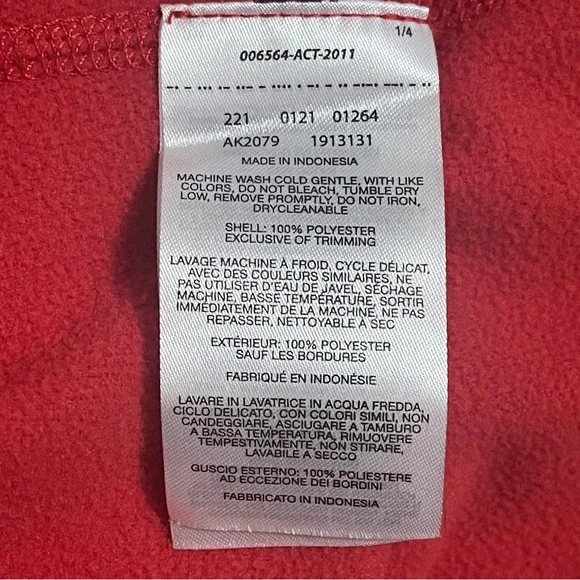 1/4
006564-ACT-2011
221 0121 01264
AK2079 1913131
MADE IN INDONESIA
MACHINE WASH COLD GENTLE, WITH LIKE
COLORS, DO NOT BLEACH, TUMBLE DRY
LOW, REMOVE PROMPTLY, DO NOT IRON,
DRYCLEANABLE
SHELL: 100% POLYESTER
EXCLUSIVE OF TRIMMING
LAVAGE MACHINE À FROID, CYCLE DÉLICAT,
AVEC DES COULEURS SIMILAIRES, NE
PAS UTILISER D'EAU DE JAVEL, SÉCHAGE
MACHINE, BASSE TEMPÉRATURE, SORTIR
IMMÉDIATEMENT DE LA MACHINE, NE PAS
REPASSER, NETTOYABLE À SEC
EXTÉRIEUR: 100% POLYESTER
SAUF LES BORDURES
FABRIQUÉ EN INDONÉSIE
LAVARE IN LAVATRICE IN ACQUA FREDDA,
CICLO DELICATO, CON COLORI SIMILI, NON
CANDEGGIARE, ASCIUGARE A TAMBURO
A BASSA TEMPERATURA, RIMUOVERE
TEMPESTIVAMENTE, NON STIRARE,
LAVABILE A SECCO
GUSCIO ESTERNO: 100% POLIESTERE
AD ECCEZIONE DEI BORDINI
FABBRICATO IN INDONESIA